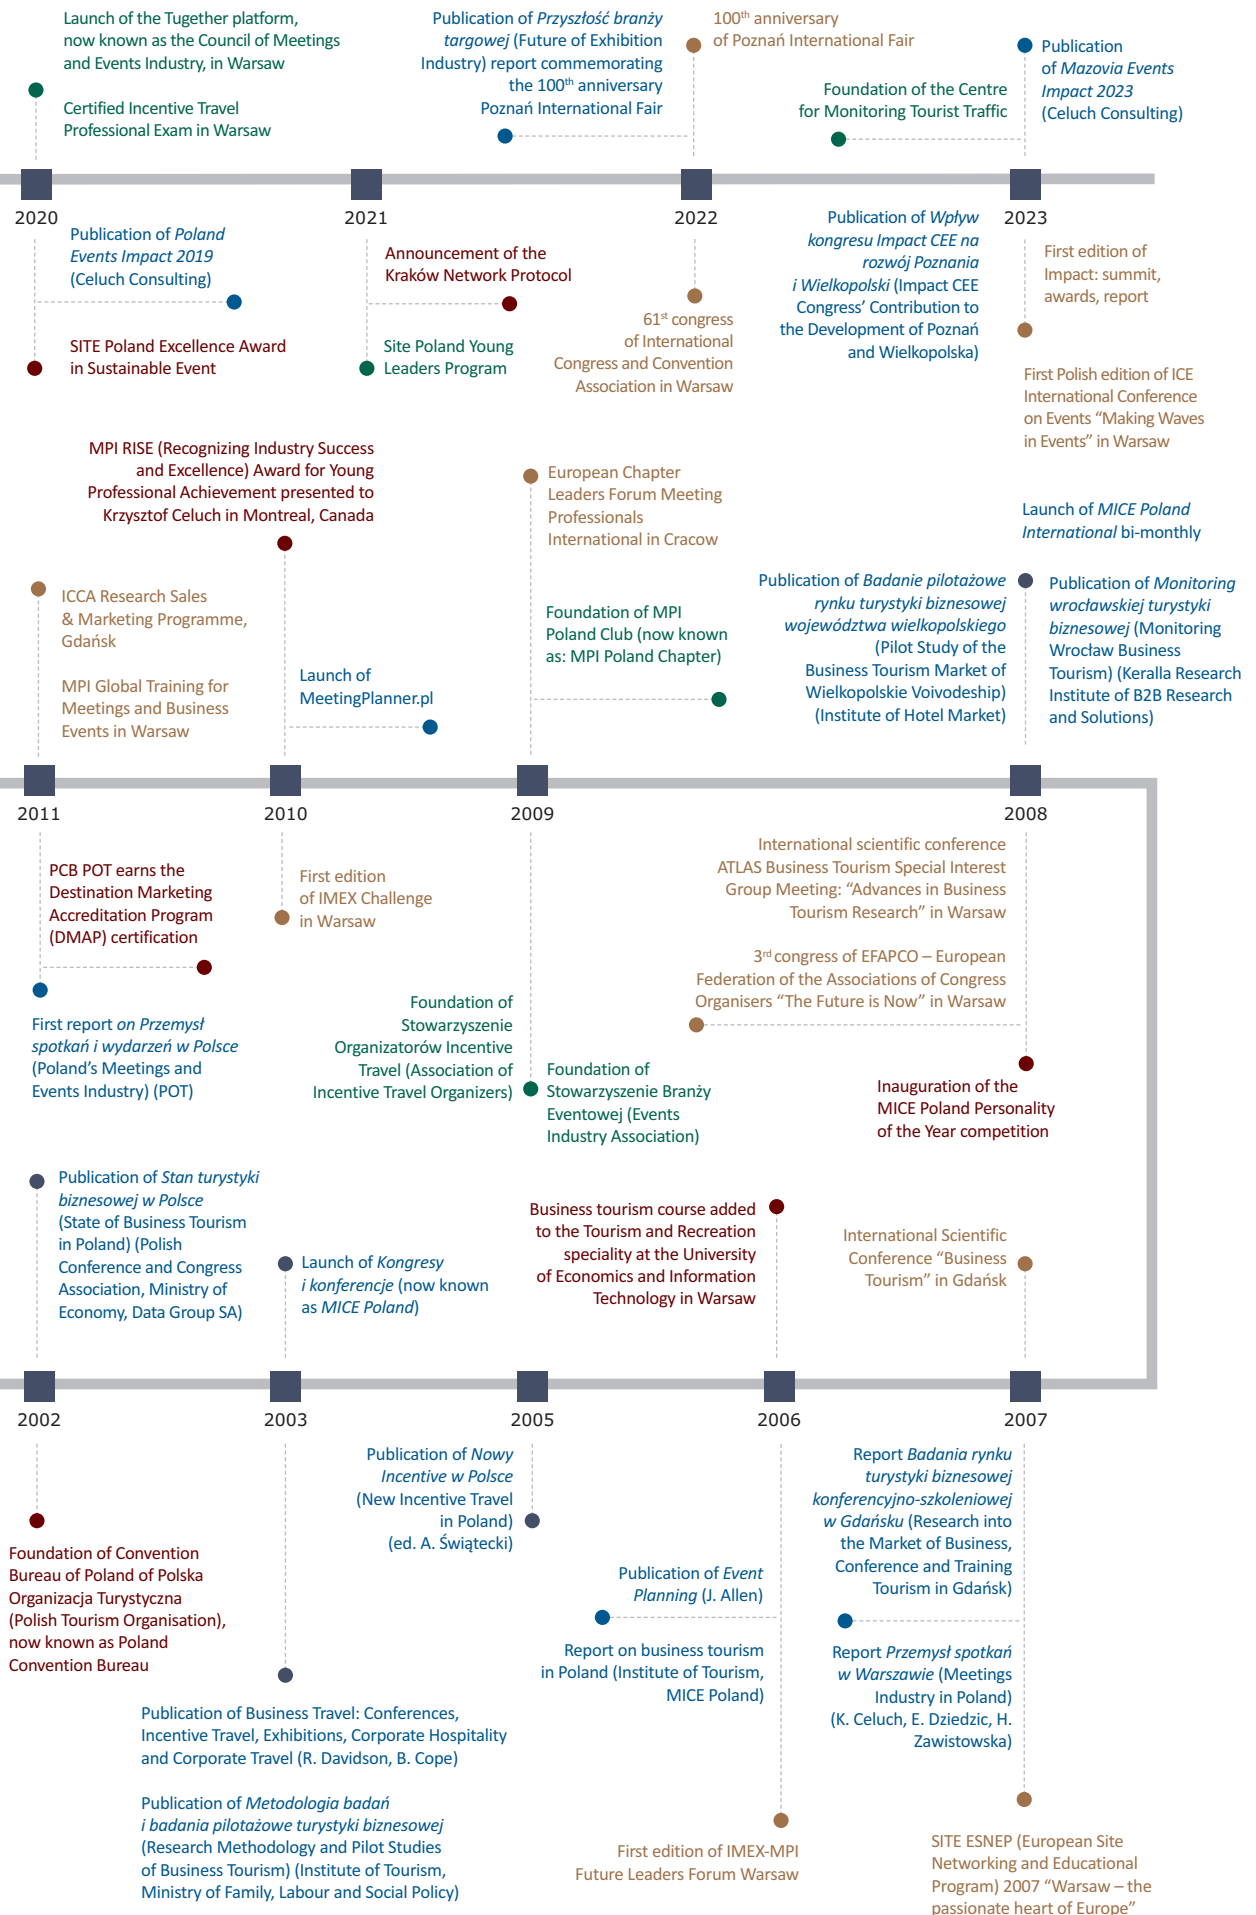 Launch of the Tugether platform,
now known as the Council of Meetings
and Events Industry, in Warsaw
Certified Incentive Travel
Professional Exam in Warsaw
Publication of Przyszłość branży
targowej (Future of Exhibition
Industry) report commemorating
the 100th anniversary
Poznań International Fair
100th anniversary
of Poznań International Fair
Foundation of the Centre
for Monitoring Tourist Traffic
Publication
of Mazovia Events
Impact 2023
(Celuch Consulting)
2020
2021
2022
2023
Publication of Poland
Events Impact 2019
(Celuch Consulting)
SITE Poland Excellence Award
in Sustainable Event
Announcement of the
Kraków Network Protocol
Site Poland Young
Leaders Program
61st congress
of International
Congress and Convention
Association in Warsaw
Publication of Wpływ
kongresu Impact CEE na
rozwój Poznania
i Wielkopolski (Impact CEE
Congress’ Contribution to
the Development of Poznań
and Wielkopolska)
First edition of
Impact: summit,
awards, report
First Polish edition of ICE
International Conference
on Events “Making Waves
in Events” in Warsaw
ICCA Research Sales
& Marketing Programme,
Gdańsk
MPI Global Training for
Meetings and Business
Events in Warsaw
MPI RISE (Recognizing Industry Success
and Excellence) Award for Young
Professional Achievement presented to
Krzysztof Celuch in Montreal, Canada
Launch of
MeetingPlanner.pl
European Chapter
Leaders Forum Meeting
Professionals
International in Cracow
Foundation of MPI
Poland Club (now known
as: MPI Poland Chapter)
Publication of Badanie pilotażowe
rynku turystyki biznesowej
województwa wielkopolskiego
(Pilot Study of the
Business Tourism Market of
Wielkopolskie Voivodeship)
(Institute of Hotel Market)
Launch of MICE Poland
International bi-monthly
Publication of Monitoring
wrocławskiej turystyki
biznesowej (Monitoring
Wrocław Business
Tourism) (Keralla Research
Institute of B2B Research
and Solutions)
2011
2010
2009
2008
PCB POT earns the
Destination Marketing
Accreditation Program
(DMAP) certification
First report on Przemysł
spotkań i wydarzeń w Polsce
(Poland’s Meetings and
Events Industry) (POT)
First edition
of IMEX Challenge
in Warsaw
Foundation of
Stowarzyszenie
Organizatorów Incentive
Travel (Association of
Incentive Travel Organizers)
Foundation of
Stowarzyszenie Branży
Eventowej (Events
Industry Association)
International scientific conference
ATLAS Business Tourism Special Interest
Group Meeting: “Advances in Business
Tourism Research” in Warsaw
3rd congress of EFAPCO – European
Federation of the Associations of Congress
Organisers “The Future is Now” in Warsaw
Inauguration of the
MICE Poland Personality
of the Year competition
Publication of Stan turystyki
biznesowej w Polsce
(State of Business Tourism
in Poland) (Polish
Conference and Congress
Association, Ministry of
Economy, Data Group SA)
Launch of Kongresy
i konferencje (now known
as MICE Poland)
Business tourism course added
to the Tourism and Recreation
speciality at the University
of Economics and Information
Technology in Warsaw
International Scientific
Conference “Business
Tourism” in Gdańsk
2002
2003
2005
2006
2007
Foundation of Convention
Bureau of Poland of Polska
Organizacja Turystyczna
(Polish Tourism Organisation),
now known as Poland
Convention Bureau
Publication of Business Travel: Conferences,
Incentive Travel, Exhibitions, Corporate Hospitality
and Corporate Travel (R. Davidson, B. Cope)
Publication of Metodologia badań
i badania pilotażowe turystyki biznesowej
(Research Methodology and Pilot Studies
of Business Tourism) (Institute of Tourism,
Ministry of Family, Labour and Social Policy)
Publication of Nowy
Incentive w Polsce
(New Incentive Travel
in Poland)
(ed. A. Świątecki)
Publication of Event
Planning (J. Allen)
Report on business tourism
in Poland (Institute of Tourism,
MICE Poland)
First edition of IMEX-MPI
Future Leaders Forum Warsaw
Report Badania rynku
turystyki biznesowej
konferencyjno-szkoleniowej
w Gdańsku (Research into
the Market of Business,
Conference and Training
Tourism in Gdańsk)
Report Przemysł spotkań
w Warszawie (Meetings
Industry in Poland)
(K. Celuch, E. Dziedzic, H.
Zawistowska)
SITE ESNEP (European Site
Networking and Educational
Program) 2007 “Warsaw – the
passionate heart of Europe”